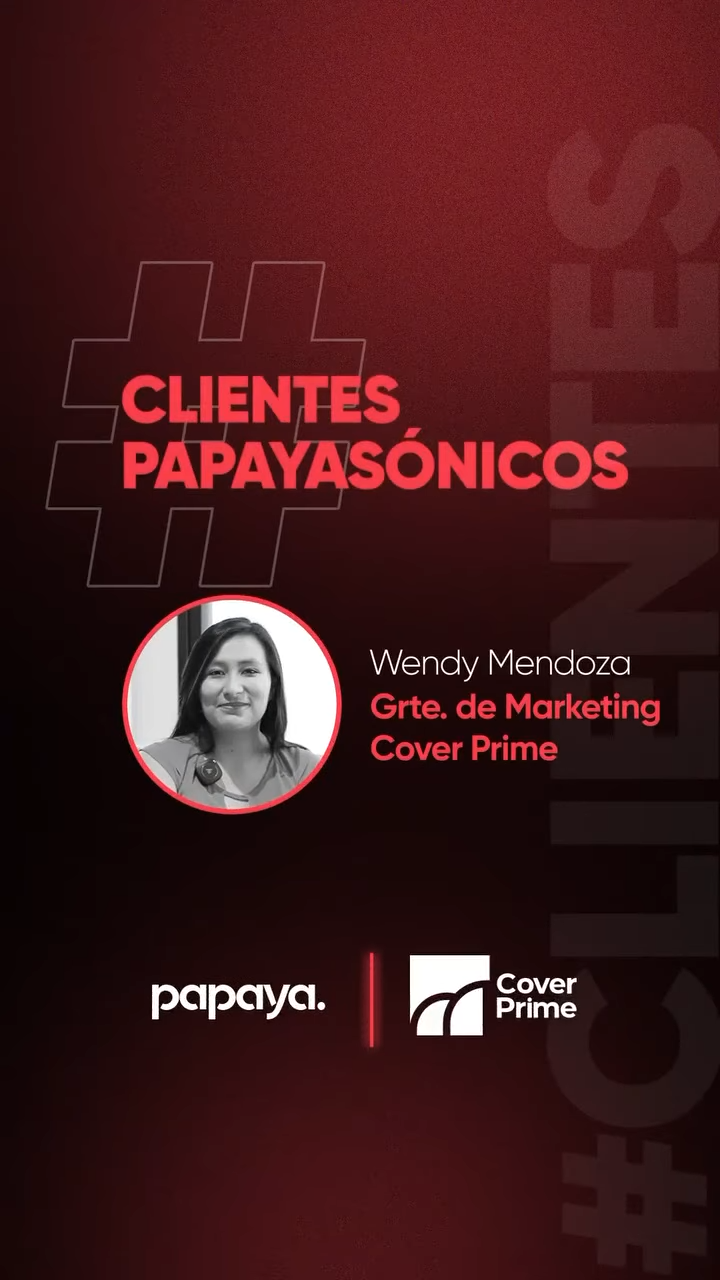 #
CLIENTES
PAPAYASÓNICOS
Wendy Mendoza
Grte. de Marketing
Cover Prime
papaya.
Cover
Prime
#CLIENTES